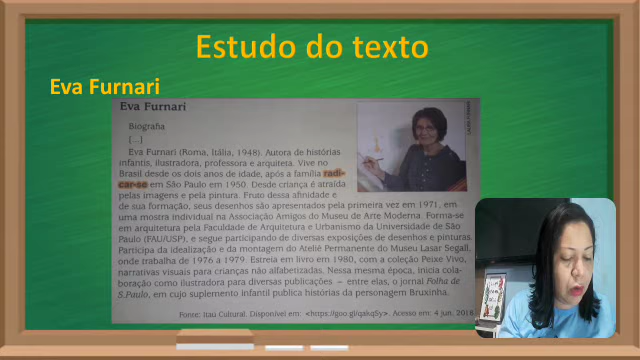 Estudo do texto
Eva Furnari
Eva Furnari
Biografia
[...]
Eva Furnari (Roma, Itália, 1948). Autora de histórias
infantis, ilustradora, professora e arquiteta. Vive no
Brasil desde os dois anos de idade, após a família radi-
car-se em São Paulo em 1950. Desde criança é atraída
pelas imagens e pela pintura. Fruto dessa afinidade e
de sua formação, seus desenhos são apresentados pela primeira vez em 1971, em
uma mostra individual na Associação Amigos do Museu de Arte Moderna. Forma-se
em arquitetura pela Faculdade de Arquitetura e Urbanismo da Universidade de São
Paulo (FAU/USP), e segue participando de diversas exposições de desenhos e pinturas.
Participa da idealização e da montagem do Ateliê Permanente do Museu Lasar Segall,
onde trabalha de 1976 a 1979. Estreia em livro em 1980, com a coleção Peixe Vivo,
narrativas visuais para crianças não alfabetizadas. Nessa mesma época, inicia cola-
boração como ilustradora para diversas publicações – entre elas, o jornal Folha de
S.Paulo, em cujo suplemento infantil publica histórias da personagem Bruxinha.
Fonte: Itaú Cultural. Disponível em: <https://goo.gl/qakqSy>. Acesso em: 4 jun. 2018